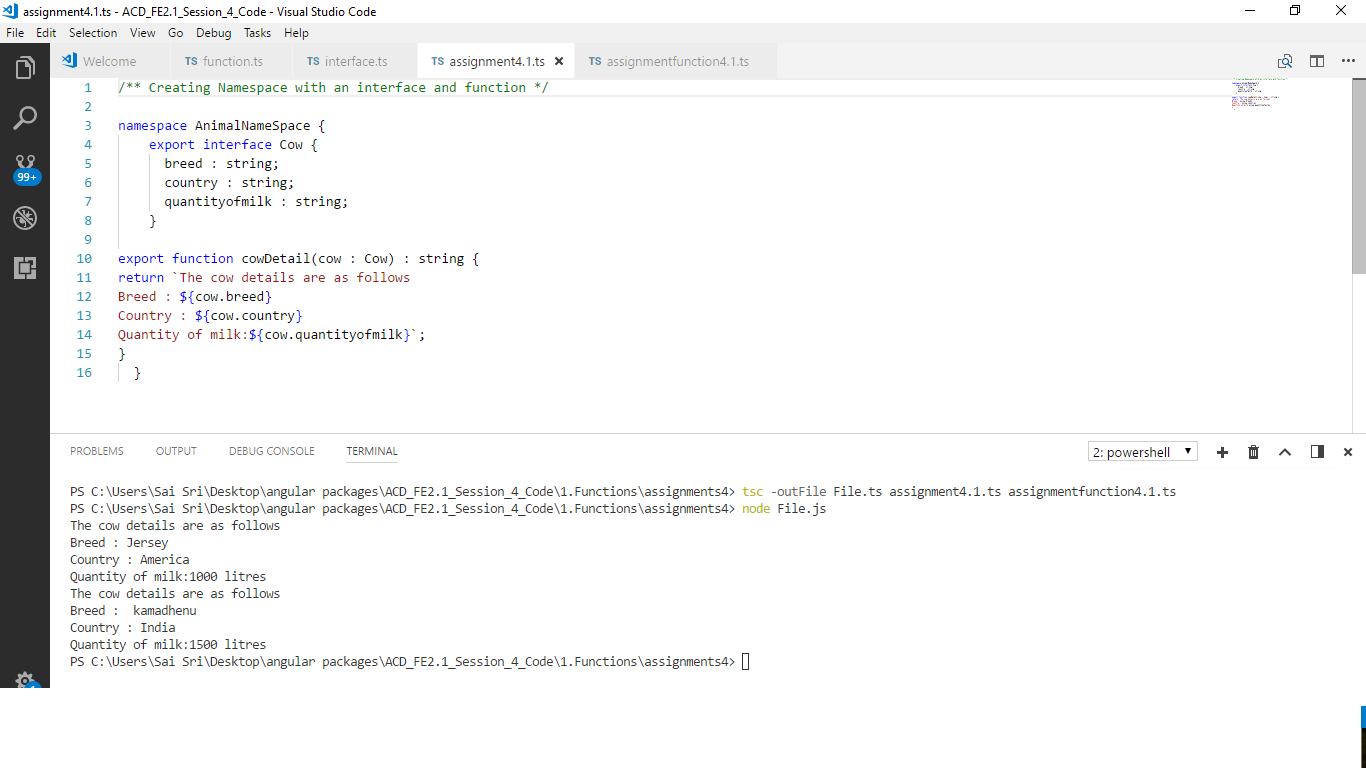 assignment4.1.ts - ACD_FE2.1_Session_4_Code - Visual Studio Code
File Edit Selection View Go Debug Tasks Help
Welcome TS function.ts TS interface.ts TS assignment4.1.ts TS assignmentfunction4.1.ts
99+
1 /** Creating Namespace with an interface and function */
2
3 namespace AnimalNameSpace {
4 export interface Cow {
5 breed : string;
6 country : string;
7 quantityofmilk : string;
8 }
9
10 export function cowDetail(cow : Cow) : string {
11 return `The cow details are as follows
12 Breed : ${cow.breed}
13 Country : ${cow.country}
14 Quantity of milk:${cow.quantityofmilk}`;
15 }
16 }
PROBLEMS OUTPUT DEBUG CONSOLE TERMINAL 2: powershell
PS C:\Users\Sai Sri\Desktop\angular packages\ACD_FE2.1_Session_4_Code\1.Functions\assignments4> tsc -outFile File.ts assignment4.1.ts assignmentfunction4.1.ts
PS C:\Users\Sai Sri\Desktop\angular packages\ACD_FE2.1_Session_4_Code\1.Functions\assignments4> node File.js
The cow details are as follows
Breed : Jersey
Country : America
Quantity of milk:1000 litres
The cow details are as follows
Breed :  kamadhenu
Country : India
Quantity of milk:1500 litres
PS C:\Users\Sai Sri\Desktop\angular packages\ACD_FE2.1_Session_4_Code\1.Functions\assignments4>